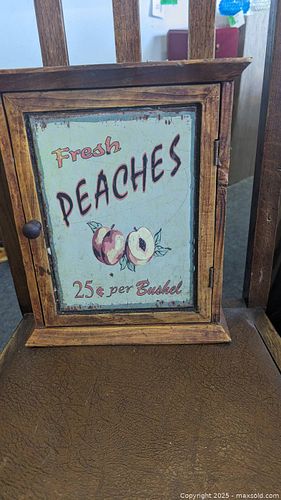 Fresh
PEACHES
25¢ per Bushel
Copyright 2025 - maxsold.com